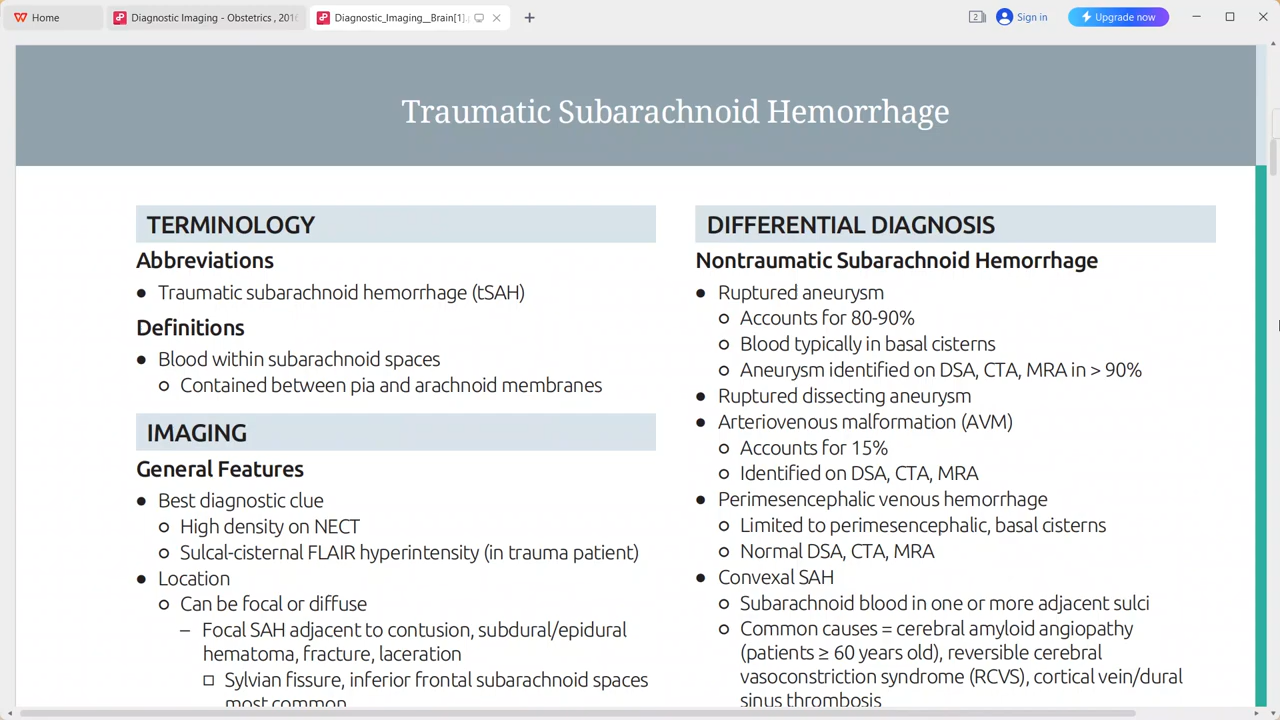 Home
Diagnostic Imaging - Obstetrics , 201
Diagnostic_Imaging__Brain[1].
2
Sign in
Upgrade now
Traumatic Subarachnoid Hemorrhage
TERMINOLOGY
Abbreviations
● Traumatic subarachnoid hemorrhage (tSAH)
Definitions
● Blood within subarachnoid spaces
○ Contained between pia and arachnoid membranes
IMAGING
General Features
● Best diagnostic clue
○ High density on NECT
○ Sulcal-cisternal FLAIR hyperintensity (in trauma patient)
● Location
○ Can be focal or diffuse
– Focal SAH adjacent to contusion, subdural/epidural
hematoma, fracture, laceration
□ Sylvian fissure, inferior frontal subarachnoid spaces
most common
DIFFERENTIAL DIAGNOSIS
Nontraumatic Subarachnoid Hemorrhage
● Ruptured aneurysm
○ Accounts for 80-90%
○ Blood typically in basal cisterns
○ Aneurysm identified on DSA, CTA, MRA in > 90%
● Ruptured dissecting aneurysm
● Arteriovenous malformation (AVM)
○ Accounts for 15%
○ Identified on DSA, CTA, MRA
● Perimesencephalic venous hemorrhage
○ Limited to perimesencephalic, basal cisterns
○ Normal DSA, CTA, MRA
● Convexal SAH
○ Subarachnoid blood in one or more adjacent sulci
○ Common causes = cerebral amyloid angiopathy
(patients ≥ 60 years old), reversible cerebral
vasoconstriction syndrome (RCVS), cortical vein/dural
sinus thrombosis